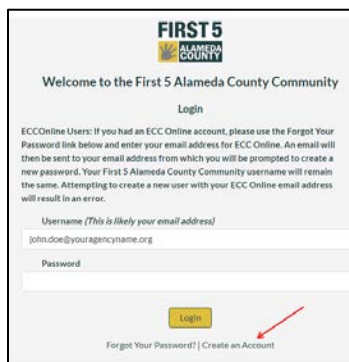 FIRST 5
ALAMEDA
COUNTY
Welcome to the First 5 Alameda County Community
Login
ECCOnline Users: If you had an ECC Online account, please use the Forgot Your
Password link below and enter your email address for ECC Online. An email will
then be sent to your email address from which you will be prompted to create a
new password. Your First 5 Alameda County Community username will remain
the same. Attempting to create a new user with your ECC Online email address
will result in an error.
Username (This is likely your email address)
john.doe@youragencyname.org
Password
Login
Forgot Your Password? | Create an Account